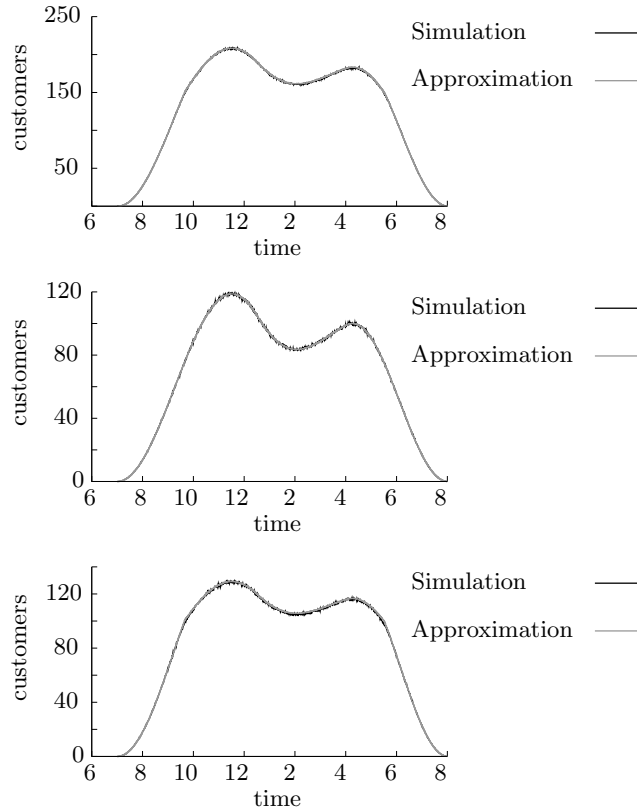 250
150
50
customers
6 8 10 12 2 4 6 8
time
Simulation
Approximation
120
80
40
0
customers
6 8 10 12 2 4 6 8
time
Simulation
Approximation
120
80
40
0
customers
6 8 10 12 2 4 6 8
time
Simulation
Approximation